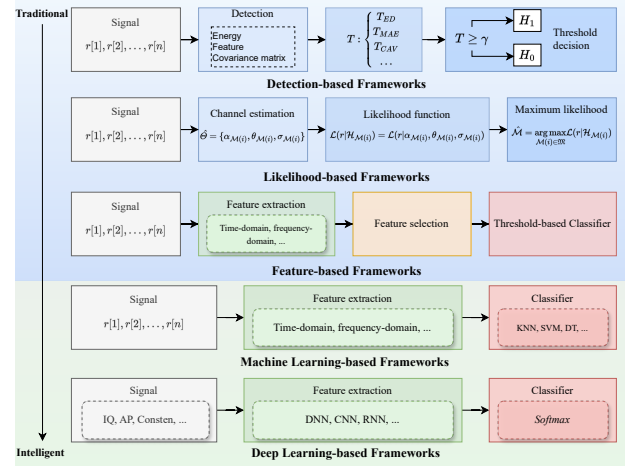 Traditional
Signal
r[1], r[2], . . . , r[n]
Detection
Energy
Feature
Covariance matrix
T :
T_ED
T_MAE
T_CAV
...
T ≥ γ
H_1
H_0
Threshold
decision
Detection-based Frameworks
Signal
r[1], r[2], . . . , r[n]
Channel estimation
Θ̂ = {α_M(i), θ_M(i), σ_M(i)}
Likelihood function
L(r|H_M(i)) = L(r|α_M(i), θ_M(i), σ_M(i))
Maximum likelihood
M̂ = arg max L(r|H_M(i))
M(i)∈𝔐
Likelihood-based Frameworks
Signal
r[1], r[2], . . . , r[n]
Feature extraction
Time-domain, frequency-
domain, ...
Feature selection
Threshold-based Classifier
Feature-based Frameworks
Signal
r[1], r[2], . . . , r[n]
Feature extraction
Time-domain, frequency-domain, ...
Classifier
KNN, SVM, DT, ...
Machine Learning-based Frameworks
Signal
IQ, AP, Consten, ...
Feature extraction
DNN, CNN, RNN, ...
Classifier
Softmax
Deep Learning-based Frameworks
Intelligent